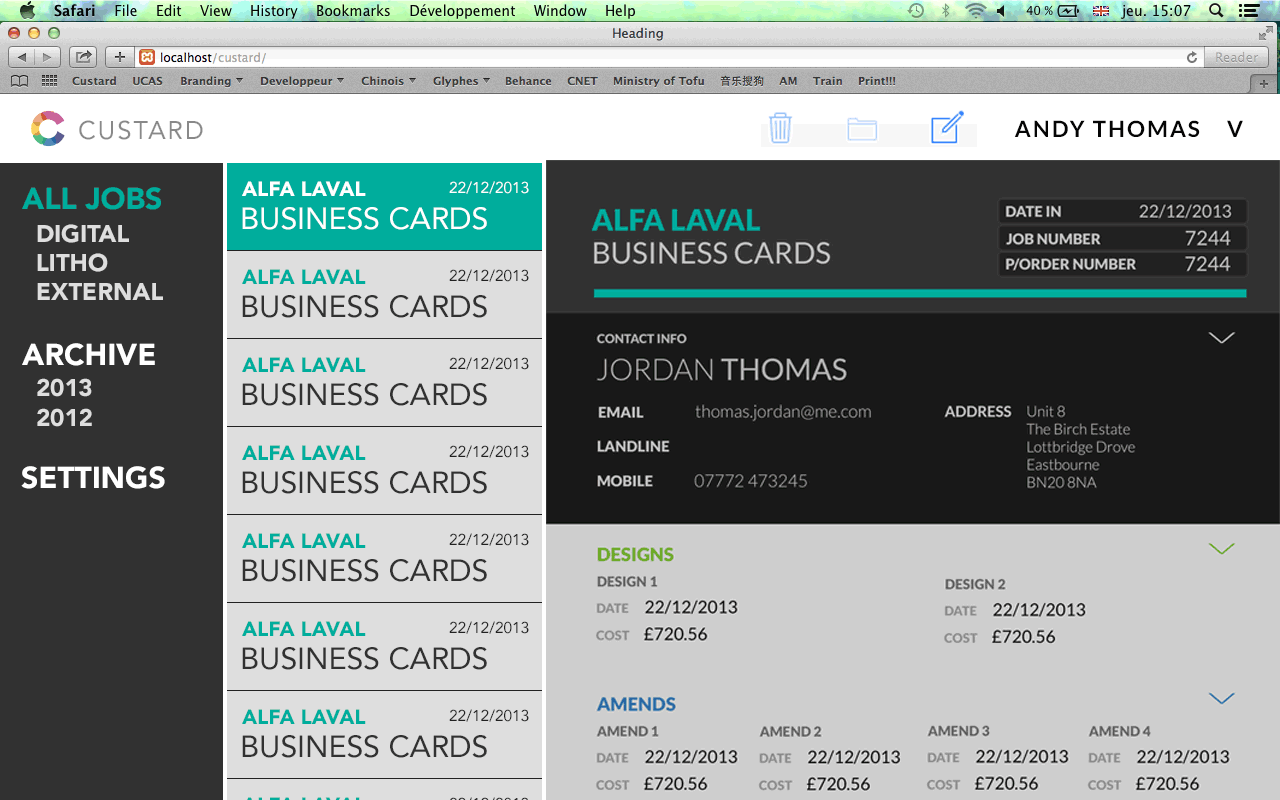 Safari File Edit View History Bookmarks Développement Window Help 40 % jeu. 15:07
Heading
localhost/custard/ Reader
Custard UCAS Branding Developpeur Chinois Glyphes Behance CNET Ministry of Tofu 音乐搜狗 AM Train Print!!!
CUSTARD
ANDY THOMAS V
ALL JOBS
DIGITAL
LITHO
EXTERNAL
ARCHIVE
2013
2012
SETTINGS
ALFA LAVAL 22/12/2013
BUSINESS CARDS
ALFA LAVAL 22/12/2013
BUSINESS CARDS
ALFA LAVAL 22/12/2013
BUSINESS CARDS
ALFA LAVAL 22/12/2013
BUSINESS CARDS
ALFA LAVAL 22/12/2013
BUSINESS CARDS
ALFA LAVAL 22/12/2013
BUSINESS CARDS
ALFA LAVAL 22/12/2013
BUSINESS CARDS
ALFA LAVAL 22/12/2013
ALFA LAVAL
BUSINESS CARDS
DATE IN 22/12/2013
JOB NUMBER 7244
P/ORDER NUMBER 7244
CONTACT INFO
JORDAN THOMAS
EMAIL thomas.jordan@me.com
LANDLINE
MOBILE 07772 473245
ADDRESS Unit 8
The Birch Estate
Lottbridge Drove
Eastbourne
BN20 8NA
DESIGNS
DESIGN 1
DATE 22/12/2013
COST £720.56
DESIGN 2
DATE 22/12/2013
COST £720.56
AMENDS
AMEND 1
DATE 22/12/2013
COST £720.56
AMEND 2
DATE 22/12/2013
COST £720.56
AMEND 3
DATE 22/12/2013
COST £720.56
AMEND 4
DATE 22/12/2013
COST £720.56